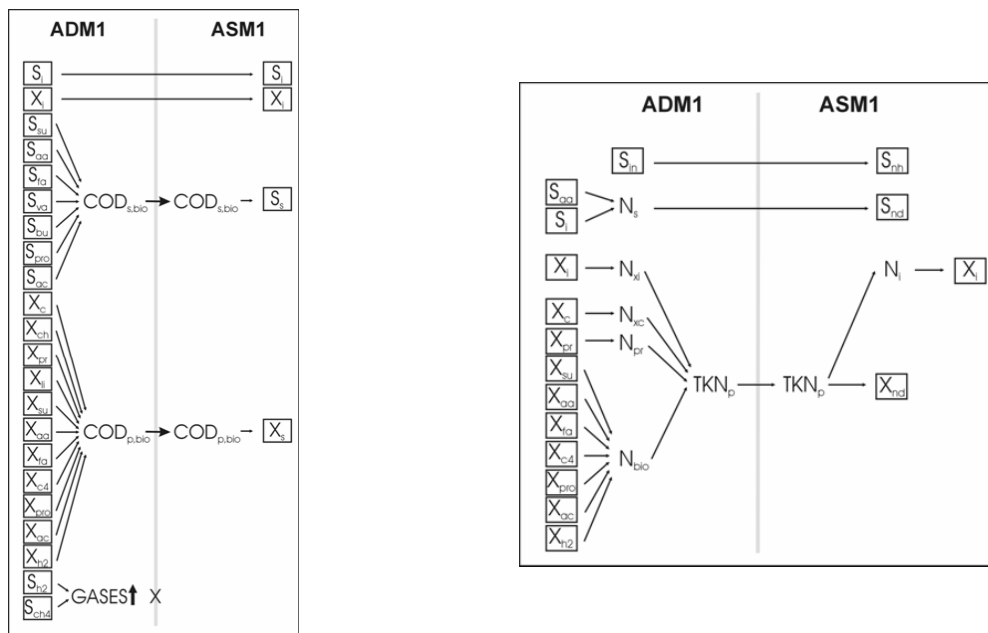 ADM1 ASM1
S_i S_i
X_i X_i
S_su
S_aa
S_fa
S_va COD_s,bio COD_s,bio S_s
S_bu
S_pro
S_ac
X_c
X_ch
X_pr
X_li
X_su
X_aa COD_p,bio COD_p,bio X_s
X_fa
X_c4
X_pro
X_ac
X_h2
S_h2
GASES X
S_ch4
ADM1 ASM1
S_in S_nh
S_aa
N_s S_nd
S_i
X_i N_xi N_i X_i
X_c N_xc
X_pr N_pr
X_su
TKN_p TKN_p X_nd
X_aa
X_fa
X_c4 N_bio
X_pro
X_ac
X_h2